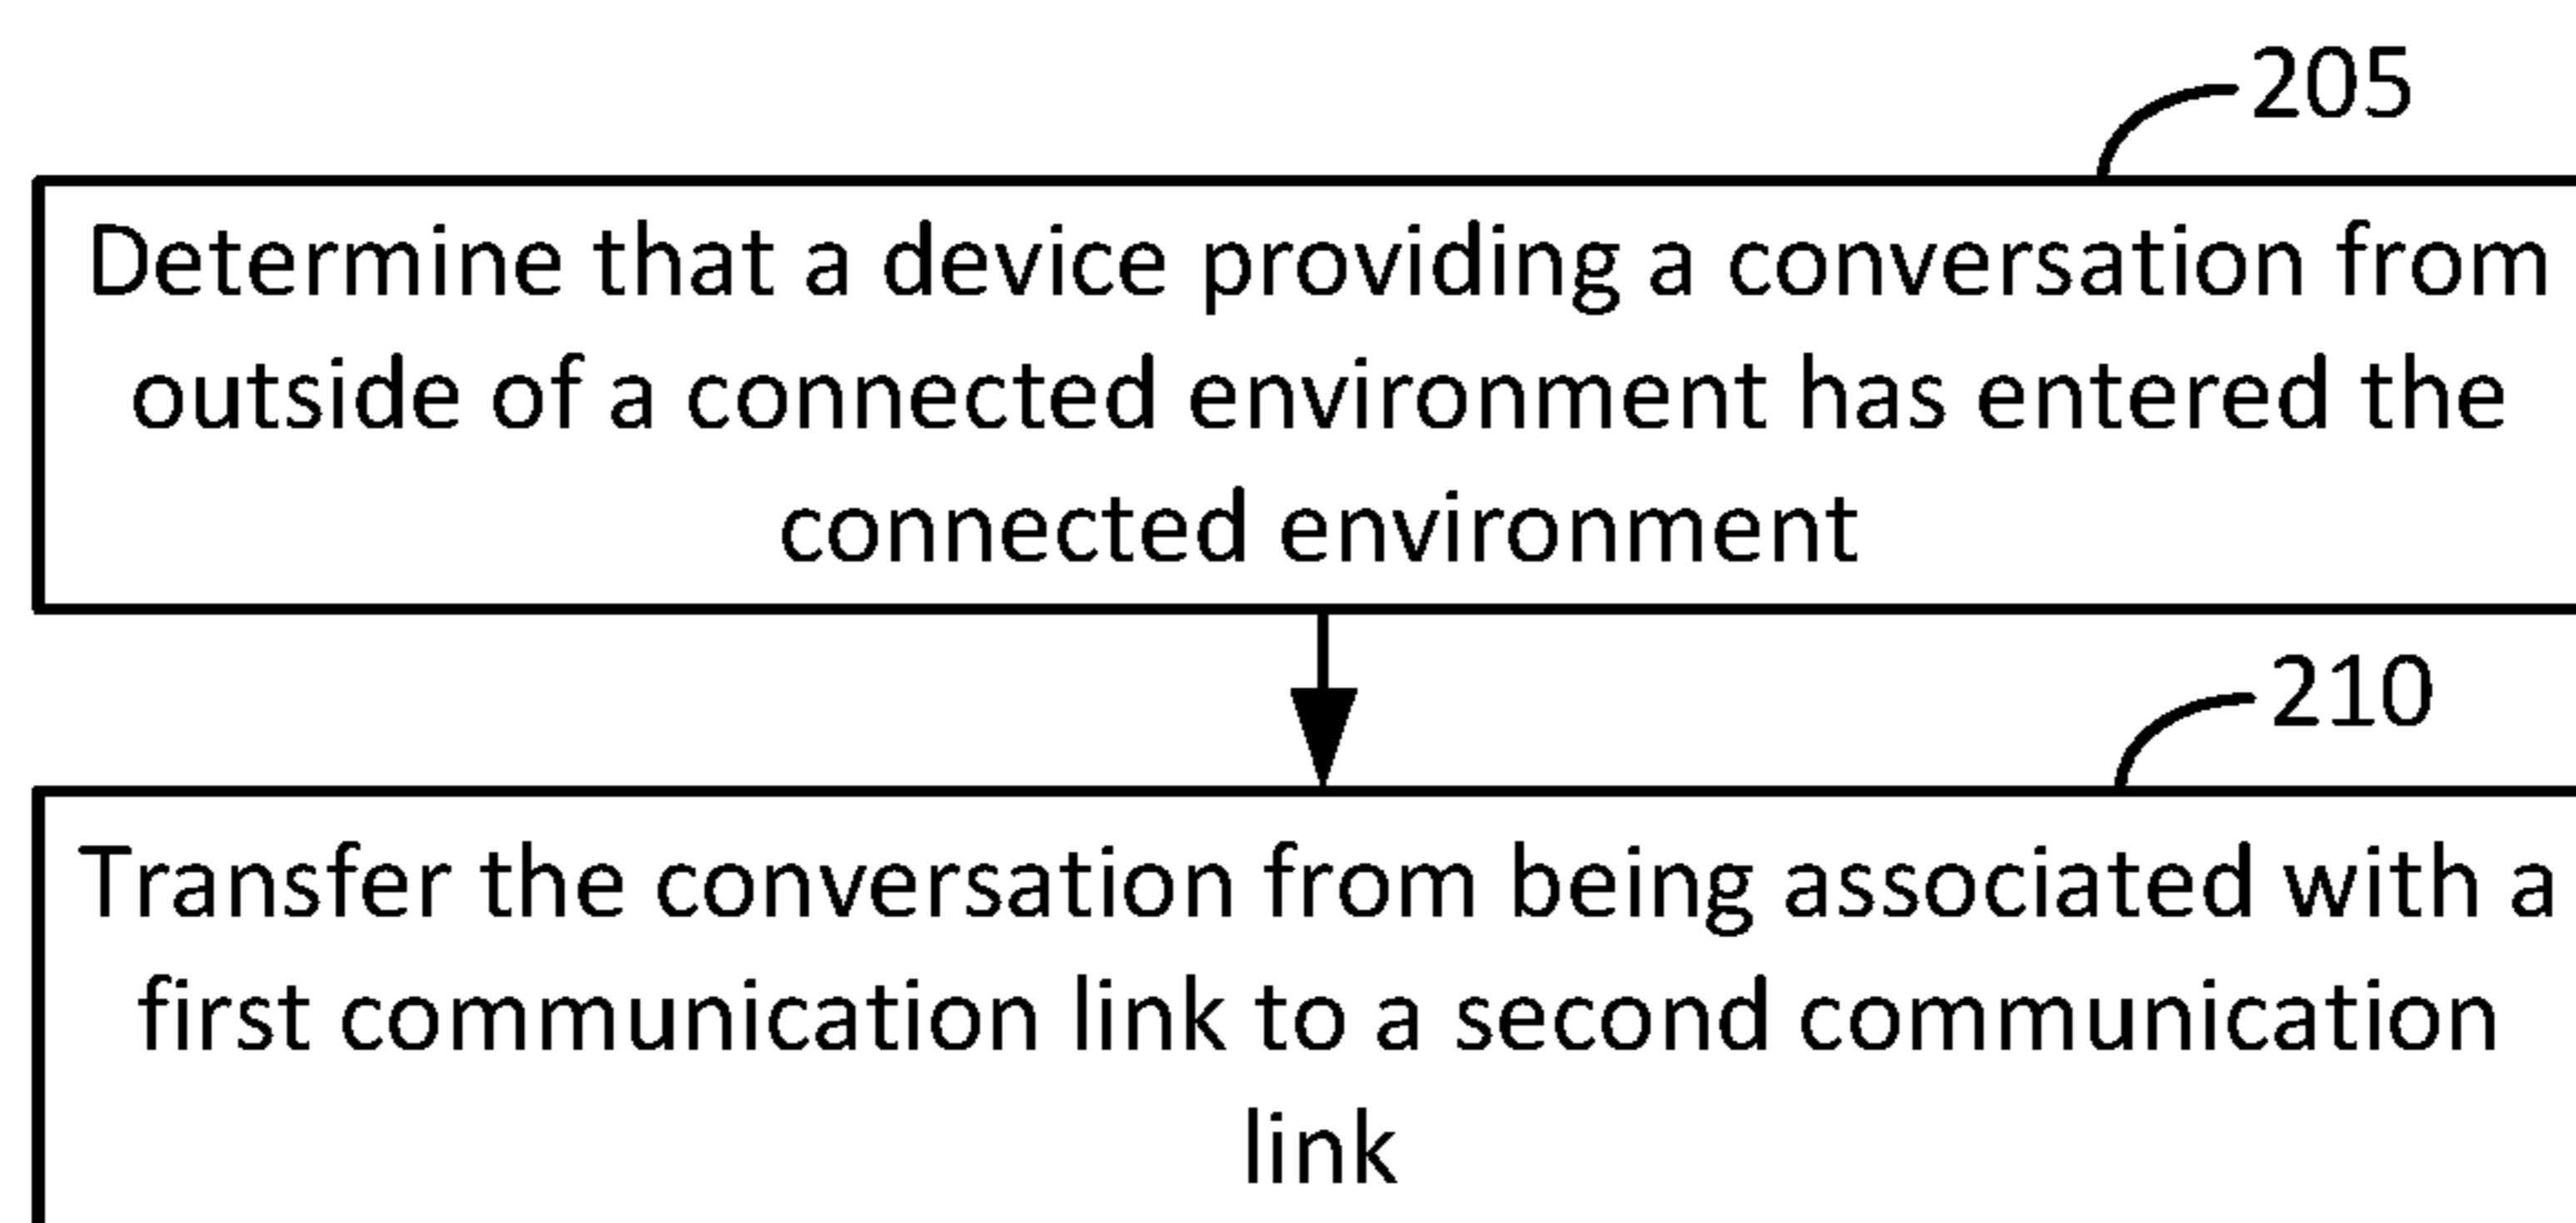 205
Determine that a device providing a conversation from
outside of a connected environment has entered the
connected environment
210
Transfer the conversation from being associated with a
first communication link to a second communication
link